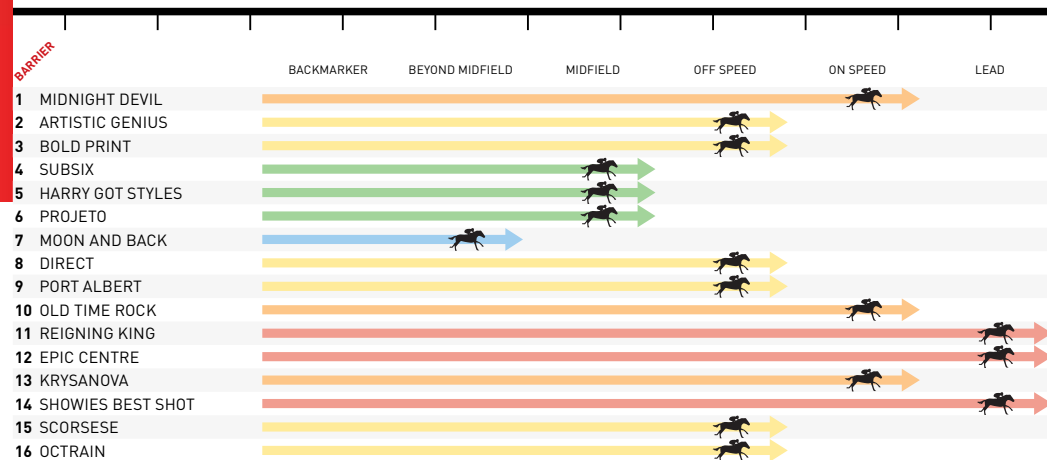 BARRIER
BACKMARKER BEYOND MIDFIELD MIDFIELD OFF SPEED ON SPEED LEAD
1 MIDNIGHT DEVIL
2 ARTISTIC GENIUS
3 BOLD PRINT
4 SUBSIX
5 HARRY GOT STYLES
6 PROJETO
7 MOON AND BACK
8 DIRECT
9 PORT ALBERT
10 OLD TIME ROCK
11 REIGNING KING
12 EPIC CENTRE
13 KRYSANOVA
14 SHOWIES BEST SHOT
15 SCORSESE
16 OCTRAIN